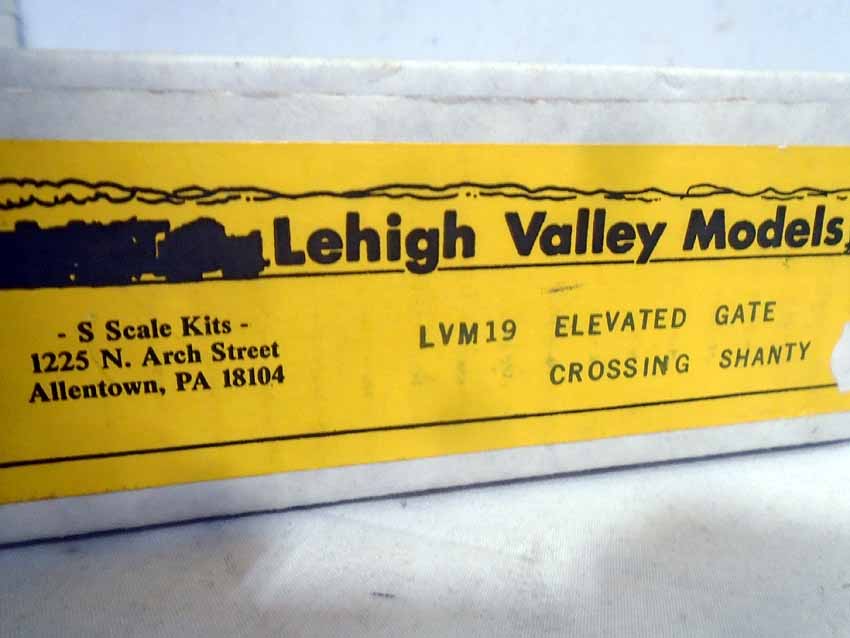 Lehigh Valley Models,
- S Scale Kits -
1225 N. Arch Street
Allentown, PA 18104
LVM19 ELEVATED GATE
CROSSING SHANTY